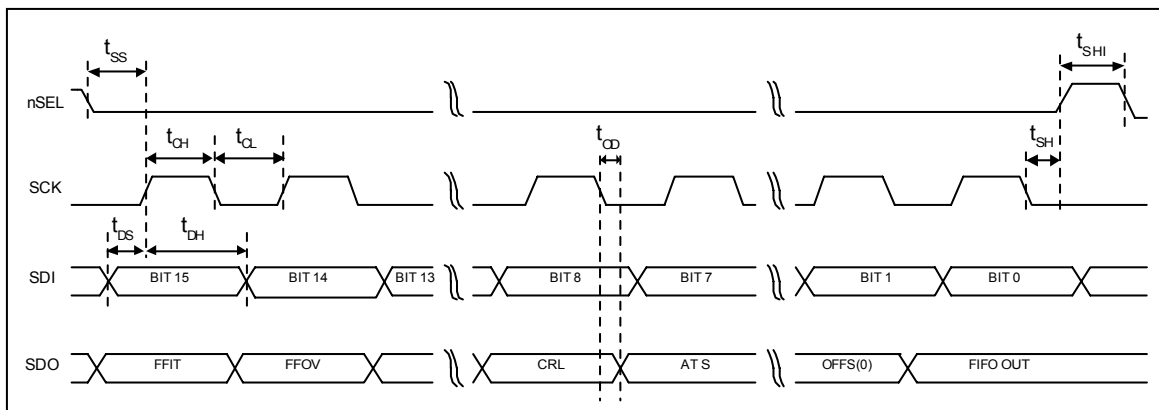 tSS
tSHI
nSEL
tCH
tCL
tOD
tSH
SCK
tDS
tDH
SDI
BIT 15
BIT 14
BIT 13
BIT 8
BIT 7
BIT 1
BIT 0
SDO
FFIT
FFOV
CRL
ATS
OFFS(0)
FIFO OUT